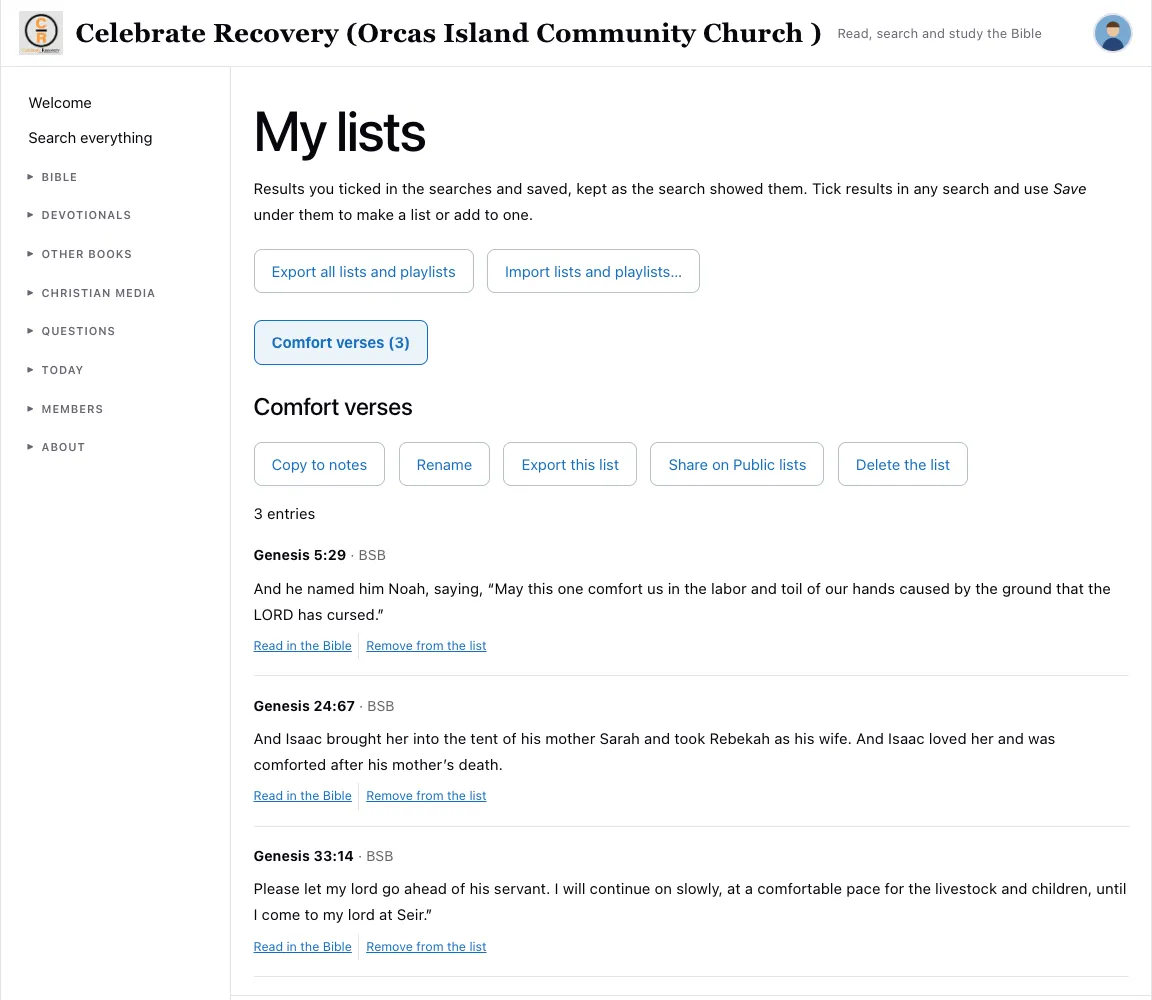 Celebrate Recovery (Orcas Island Community Church )
Read, search and study the Bible
Welcome
Search everything
▸ BIBLE
▸ DEVOTIONALS
▸ OTHER BOOKS
▸ CHRISTIAN MEDIA
▸ QUESTIONS
▸ TODAY
▸ MEMBERS
▸ ABOUT
My lists
Results you ticked in the searches and saved, kept as the search showed them. Tick results in any search and use Save
under them to make a list or add to one.
Export all lists and playlists
Import lists and playlists...
Comfort verses (3)
Comfort verses
Copy to notes
Rename
Export this list
Share on Public lists
Delete the list
3 entries
Genesis 5:29 · BSB
And he named him Noah, saying, “May this one comfort us in the labor and toil of our hands caused by the ground that the
LORD has cursed.”
Read in the Bible
Remove from the list
Genesis 24:67 · BSB
And Isaac brought her into the tent of his mother Sarah and took Rebekah as his wife. And Isaac loved her and was
comforted after his mother’s death.
Read in the Bible
Remove from the list
Genesis 33:14 · BSB
Please let my lord go ahead of his servant. I will continue on slowly, at a comfortable pace for the livestock and children, until
I come to my lord at Seir.”
Read in the Bible
Remove from the list